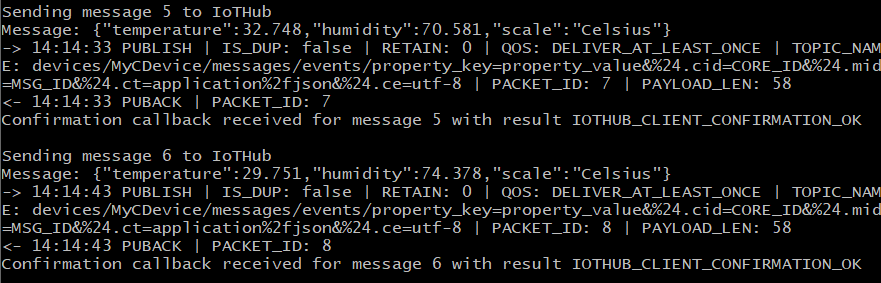 Sending message 5 to IoTHub
Message: {"temperature":32.748,"humidity":70.581,"scale":"Celsius"}
-> 14:14:33 PUBLISH | IS_DUP: false | RETAIN: 0 | QOS: DELIVER_AT_LEAST_ONCE | TOPIC_NAM
E: devices/MyCDevice/messages/events/property_key=property_value&%24.cid=CORE_ID&%24.mid
=MSG_ID&%24.ct=application%2fjson&%24.ce=utf-8 | PACKET_ID: 7 | PAYLOAD_LEN: 58
<- 14:14:33 PUBACK | PACKET_ID: 7
Confirmation callback received for message 5 with result IOTHUB_CLIENT_CONFIRMATION_OK
Sending message 6 to IoTHub
Message: {"temperature":29.751,"humidity":74.378,"scale":"Celsius"}
-> 14:14:43 PUBLISH | IS_DUP: false | RETAIN: 0 | QOS: DELIVER_AT_LEAST_ONCE | TOPIC_NAM
E: devices/MyCDevice/messages/events/property_key=property_value&%24.cid=CORE_ID&%24.mid
=MSG_ID&%24.ct=application%2fjson&%24.ce=utf-8 | PACKET_ID: 8 | PAYLOAD_LEN: 58
<- 14:14:43 PUBACK | PACKET_ID: 8
Confirmation callback received for message 6 with result IOTHUB_CLIENT_CONFIRMATION_OK